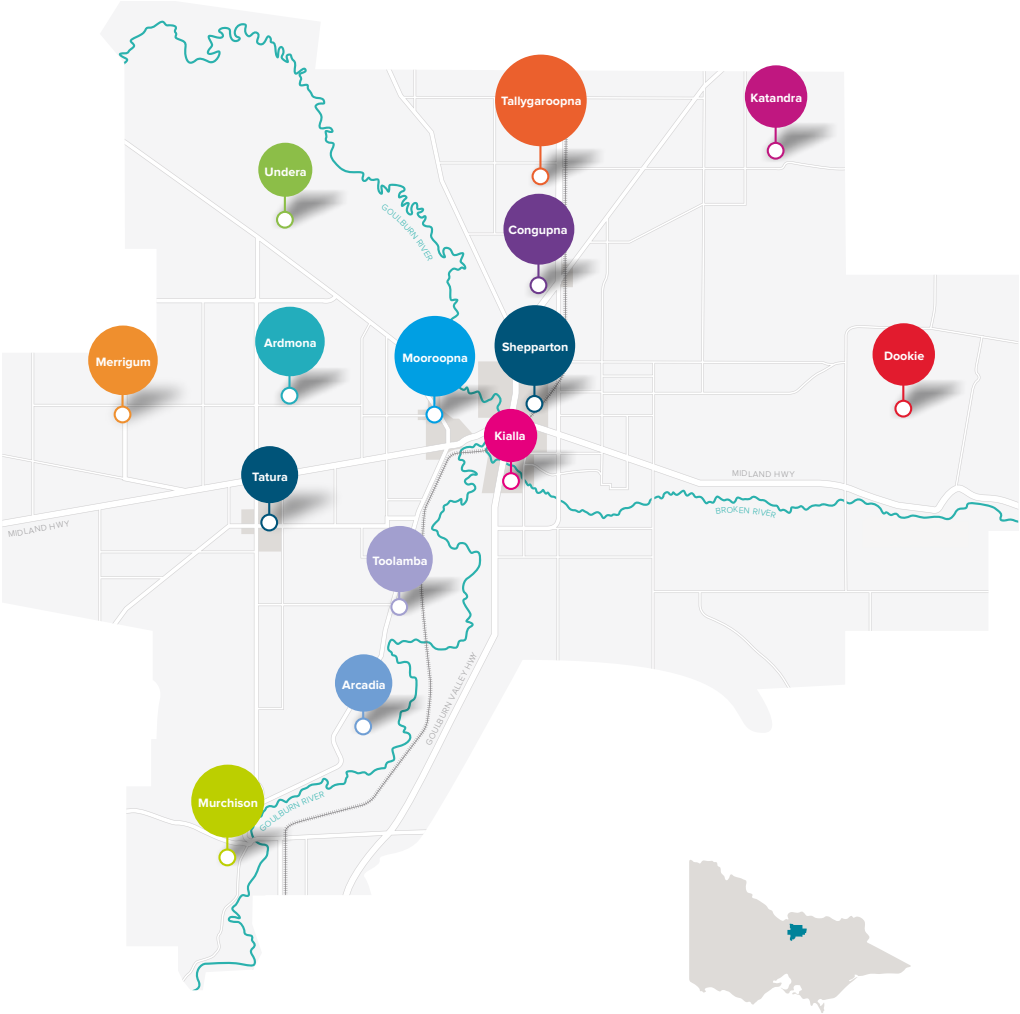 Tallygaroopna
Katandra
Undera
GOULBURN RIVER
Congupna
Ardmona
Mooroopna
Shepparton
Merrigum
Dookie
Kialla
Tatura
MIDLAND HWY
BROKEN RIVER
MIDLAND HWY
Toolamba
Arcadia
GOULBURN VALLEY HWY
Murchison
GOULBURN RIVER